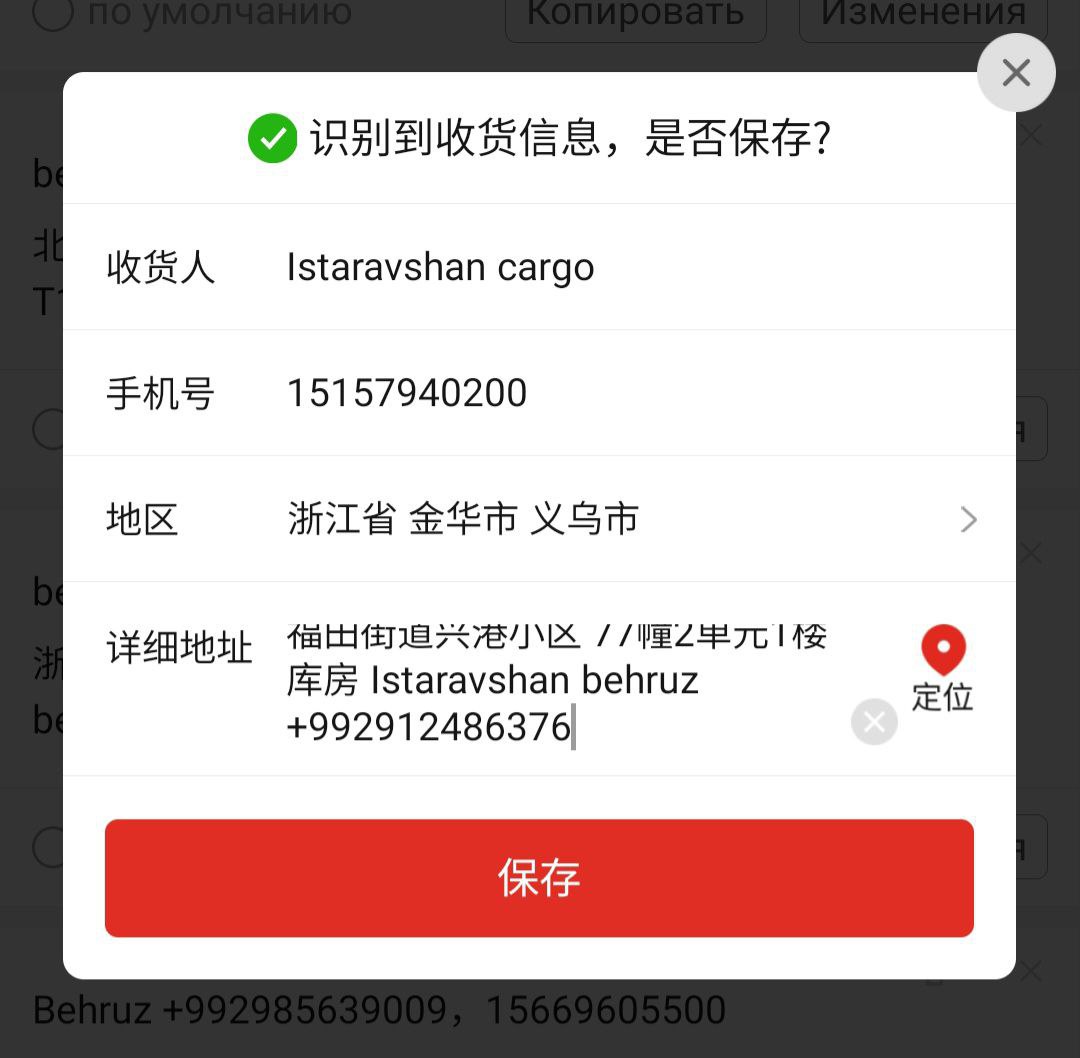 по умолчанию
Копировать
Изменения
识别到收货信息，是否保存?
be
北
收货人 Istaravshan cargo
手机号 15157940200
я
地区 浙江省 金华市 义乌市
be
浙
详细地址 福田街道兴港小区 77幢2单元1楼
库房 Istaravshan behruz
+992912486376
定位
be
я
保存
Behruz +992985639009，15669605500